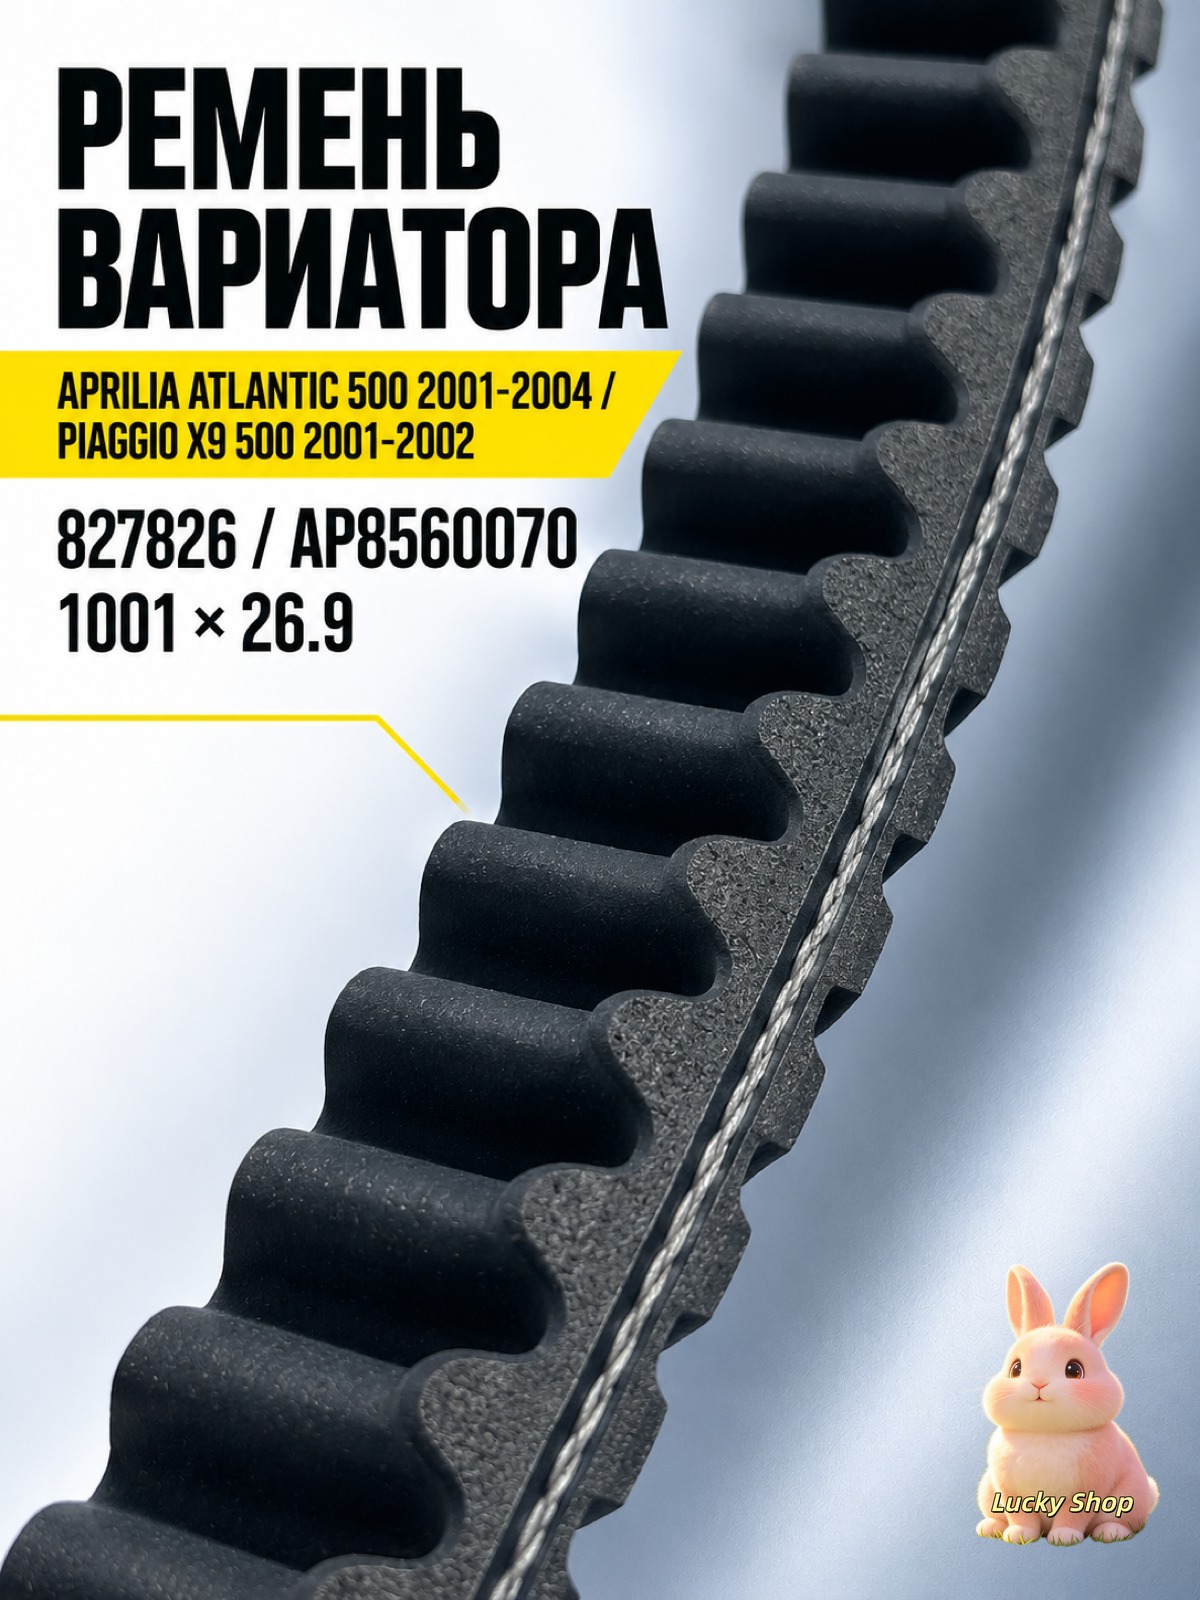 РЕМЕНЬ
ВАРИАТОРА
APRILIA ATLANTIC 500 2001-2004 /
PIAGGIO X9 500 2001-2002
827826 / AP8560070
1001 × 26.9
Lucky Shop